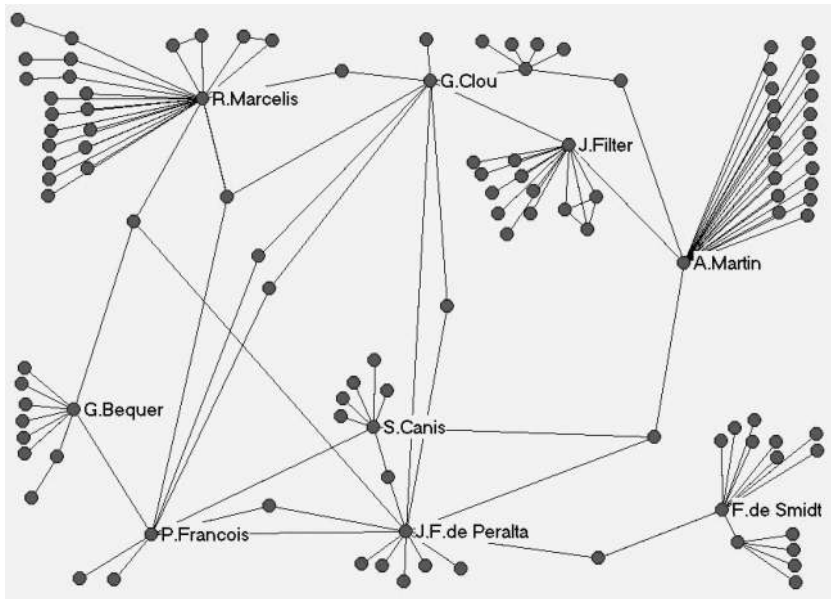 R.Marcelis
G.Clou
J.Filter
A.Martin
G.Bequer
S.Canis
P.Francois
J.F.de Peralta
F.de Smidt